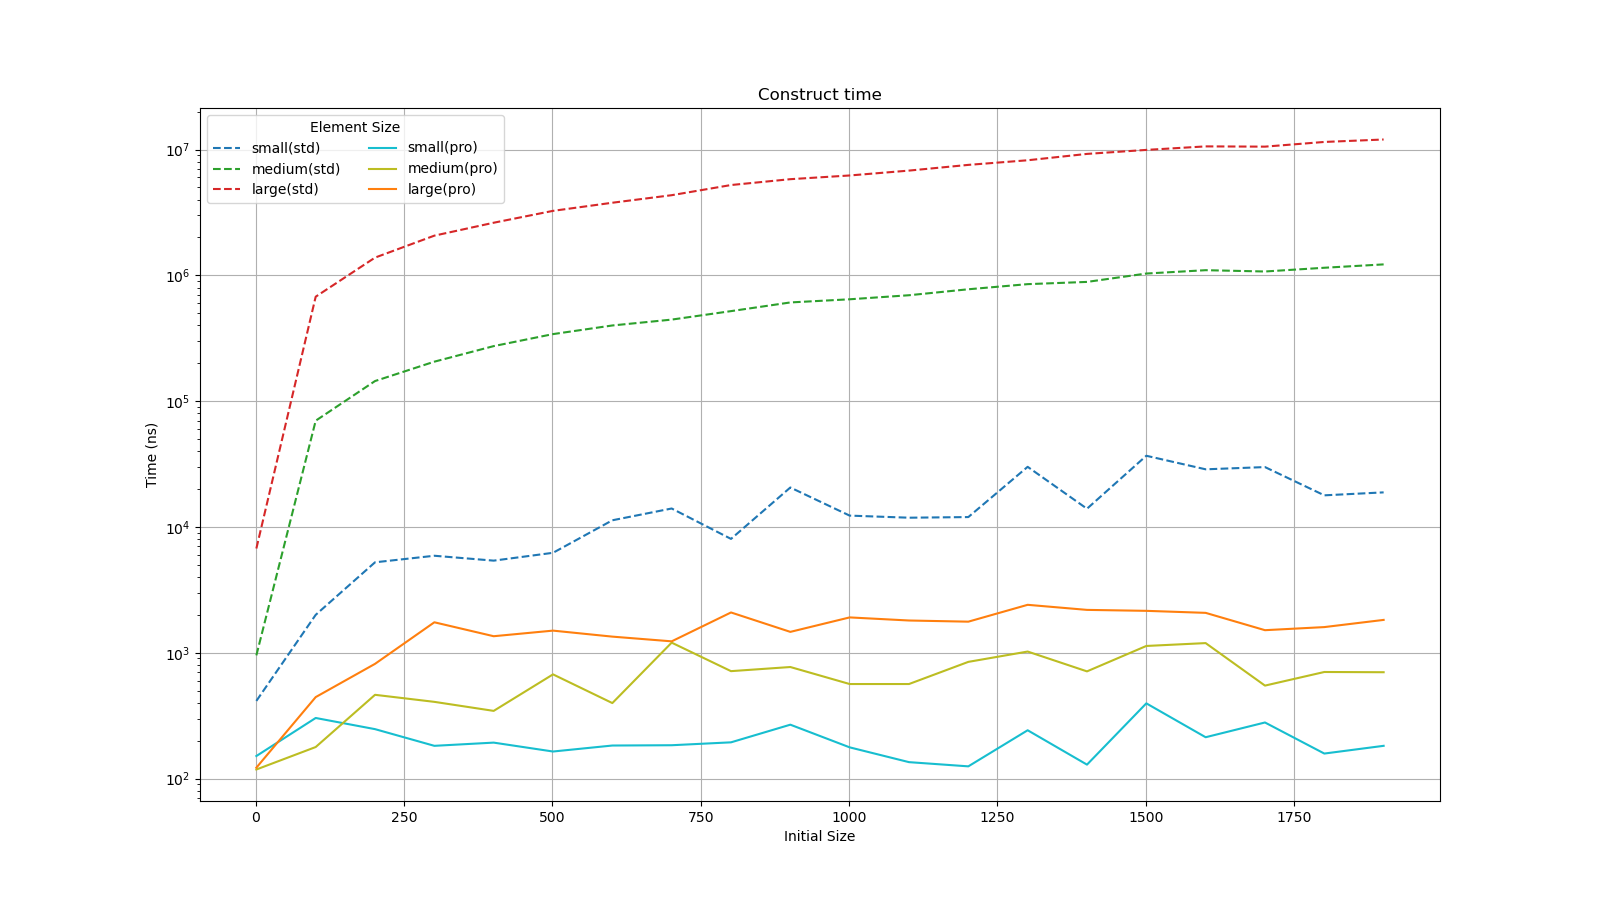 Construct time
Element Size
small(std) small(pro)
medium(std) medium(pro)
large(std) large(pro)
10⁷
10⁶
10⁵
10⁴
10³
10²
Time (ns)
0 250 500 750 1000 1250 1500 1750
Initial Size